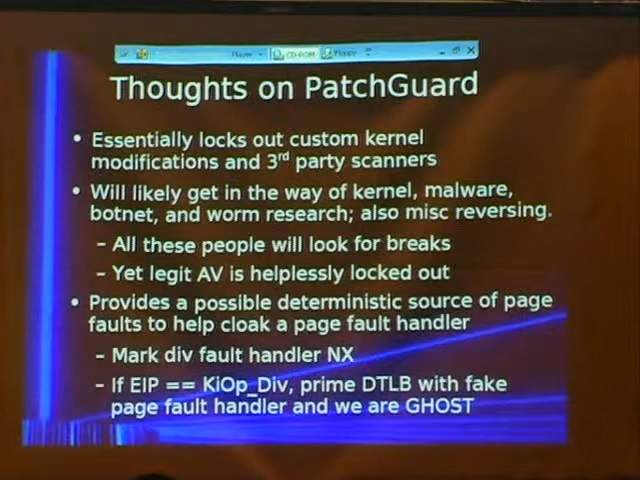 Player CD-ROM Floppy
Thoughts on PatchGuard
• Essentially locks out custom kernel
modifications and 3rd party scanners
• Will likely get in the way of kernel, malware,
botnet, and worm research; also misc reversing.
– All these people will look for breaks
– Yet legit AV is helplessly locked out
• Provides a possible deterministic source of page
faults to help cloak a page fault handler
– Mark div fault handler NX
– If EIP == KiOp_Div, prime DTLB with fake
page fault handler and we are GHOST